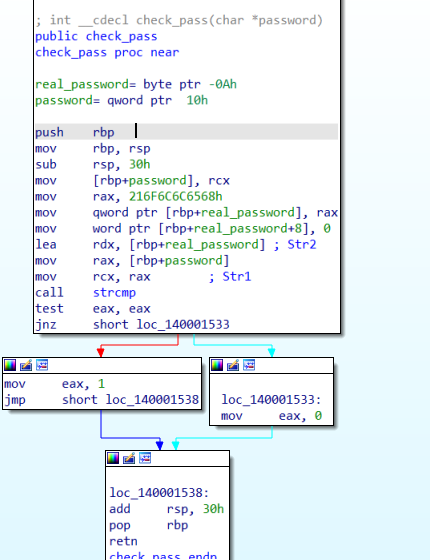 ; int __cdecl check_pass(char *password)
public check_pass
check_pass proc near
real_password= byte ptr -0Ah
password= qword ptr  10h
push    rbp
mov     rbp, rsp
sub     rsp, 30h
mov     [rbp+password], rcx
mov     rax, 216F6C6C6568h
mov     qword ptr [rbp+real_password], rax
mov     word ptr [rbp+real_password+8], 0
lea     rdx, [rbp+real_password] ; Str2
mov     rax, [rbp+password]
mov     rcx, rax        ; Str1
call    strcmp
test    eax, eax
jnz     short loc_140001533
mov     eax, 1
jmp     short loc_140001538
loc_140001533:
mov     eax, 0
loc_140001538:
add     rsp, 30h
pop     rbp
retn
check_pass endp